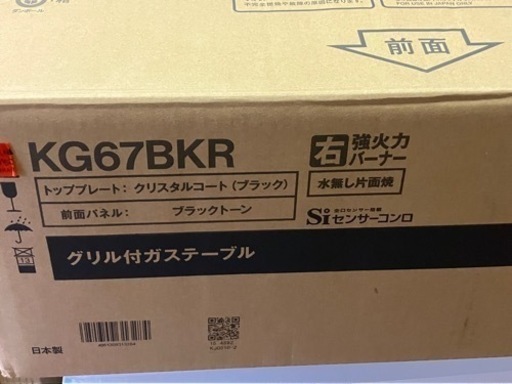 前面
KG67BKR
トッププレート: クリスタルコート (ブラック)
前面パネル: ブラックトーン
右 強火力
バーナー
水無し片面焼
Siセンサーコンロ
グリル付ガステーブル
日本製